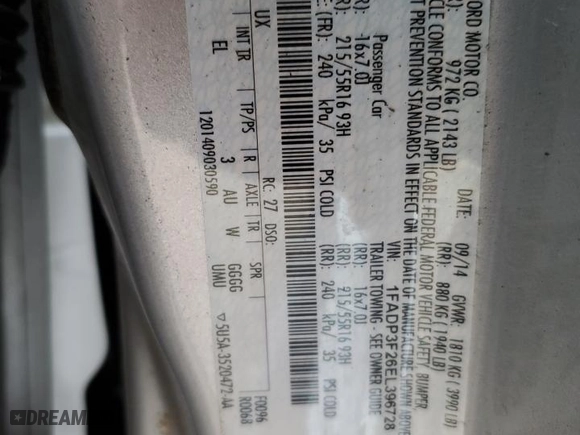 FORD MOTOR CO.
DATE: 09/14
GVWR: 1810 KG ( 3990 LB)
972 KG ( 2143 LB)
(RR): 880 KG ( 1940 LB)
CLE CONFORMS TO ALL APPLICABLE FEDERAL MOTOR VEHICLE SAFETY / BUMPER
T PREVENTION STANDARDS IN EFFECT ON THE DATE OF MANUFACTURE SHOWN ABOVE
VIN: 1FADP3F26EL396728
Passenger Car
TRAILER TOWING - SEE OWNER GUIDE
16x7.0J
(RR): 16x7.0J
215/55R16 93H
(RR): 215/55R16 93H
(FR): 240 kPa/ 35 PSI COLD
(RR): 240 kPa/ 35 PSI COLD
UX
RC: 27 DSO:
F0096
R0068
INT TR TP/PS R AXLE TR SPR
EL 3 AU W GGGG UMU
1201409030590
▽5U5A-3520472-AA
DREAM